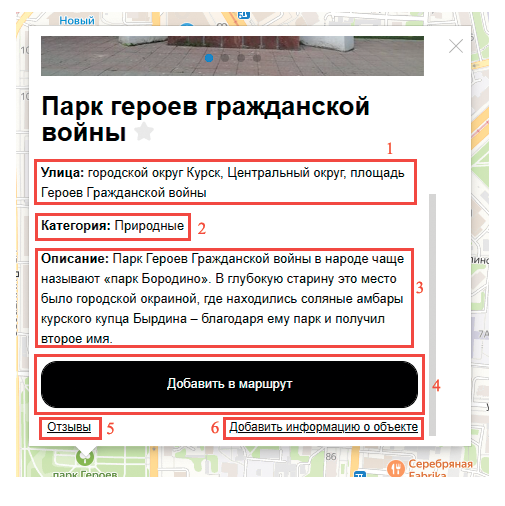 Новый
Парк героев гражданской
войны
1
Улица: городской округ Курск, Центральный округ, площадь
Героев Гражданской войны
Категория: Природные 2
Описание: Парк Героев Гражданской войны в народе чаще
называют «парк Бородино». В глубокую старину это место
было городской окраиной, где находились соляные амбары
курского купца Бырдина – благодаря ему парк и получил
второе имя.
3
7А
Добавить в маршрут 4
Отзывы 5 6 Добавить информацию о объекте
86
Серебряная
парк Героев Fabrika